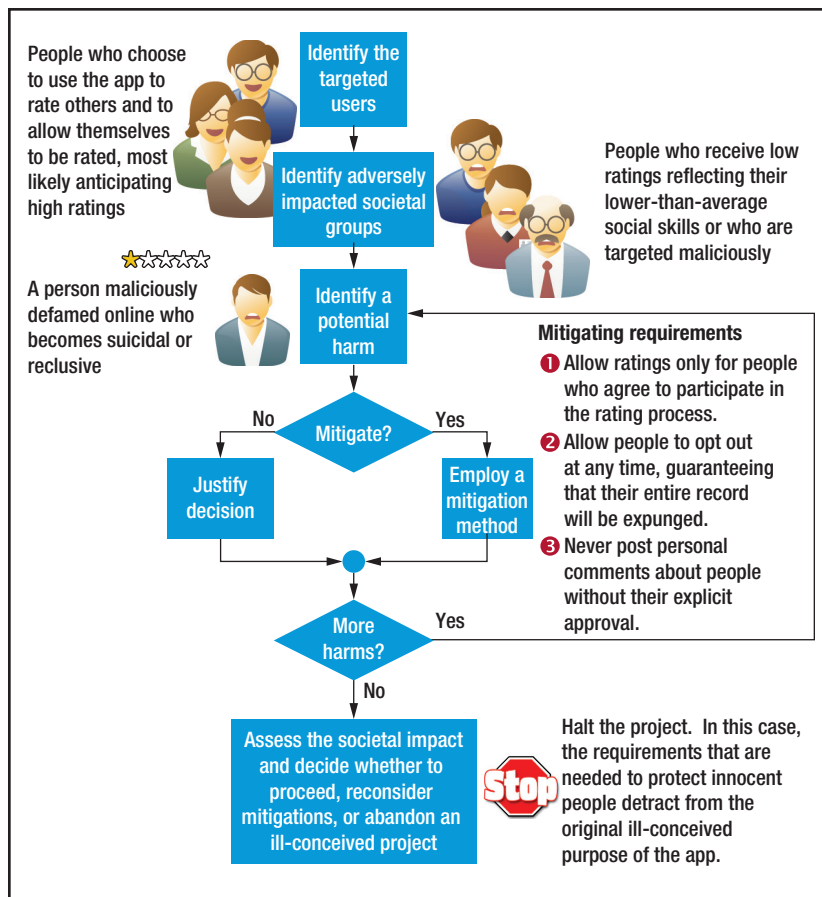 People who choose
to use the app to
rate others and to
allow themselves
to be rated, most
likely anticipating
high ratings
Identify the
targeted
users
Identify adversely
impacted societal
groups
People who receive low
ratings reflecting their
lower-than-average
social skills or who are
targeted maliciously
A person maliciously
defamed online who
becomes suicidal or
reclusive
Identify a
potential
harm
Mitigating requirements
1 Allow ratings only for people
who agree to participate in
the rating process.
2 Allow people to opt out
at any time, guaranteeing
that their entire record
will be expunged.
3 Never post personal
comments about people
without their explicit
approval.
No
Mitigate?
Yes
Justify
decision
Employ a
mitigation
method
More
harms?
Yes
No
Assess the societal impact
and decide whether to
proceed, reconsider
mitigations, or abandon an
ill-conceived project
Stop
Halt the project. In this case,
the requirements that are
needed to protect innocent
people detract from the
original ill-conceived
purpose of the app.